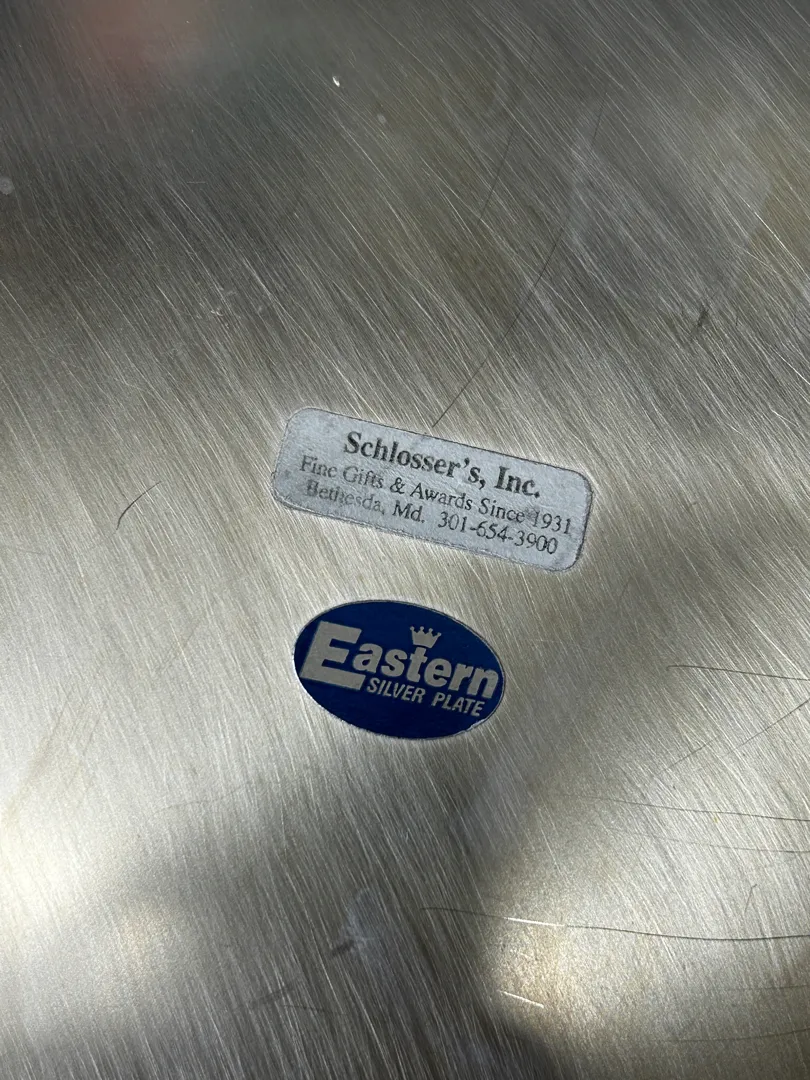 Schlosser's, Inc.
Fine Gifts & Awards Since 1931
Bethesda, Md. 301-654-3900
Eastern
SILVER PLATE